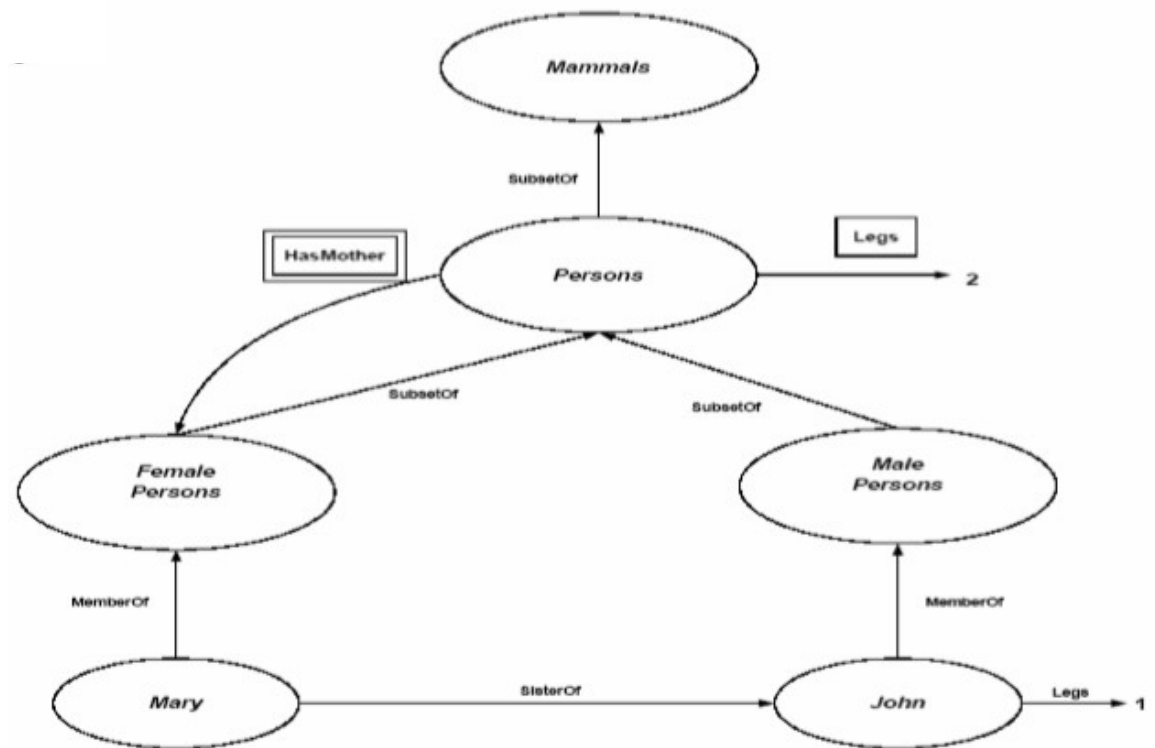 Mammals
SubsetOf
HasMother
Legs
Persons
2
SubsetOf
SubsetOf
Female
Persons
Male
Persons
MemberOf
MemberOf
Mary
SisterOf
John
Legs
1